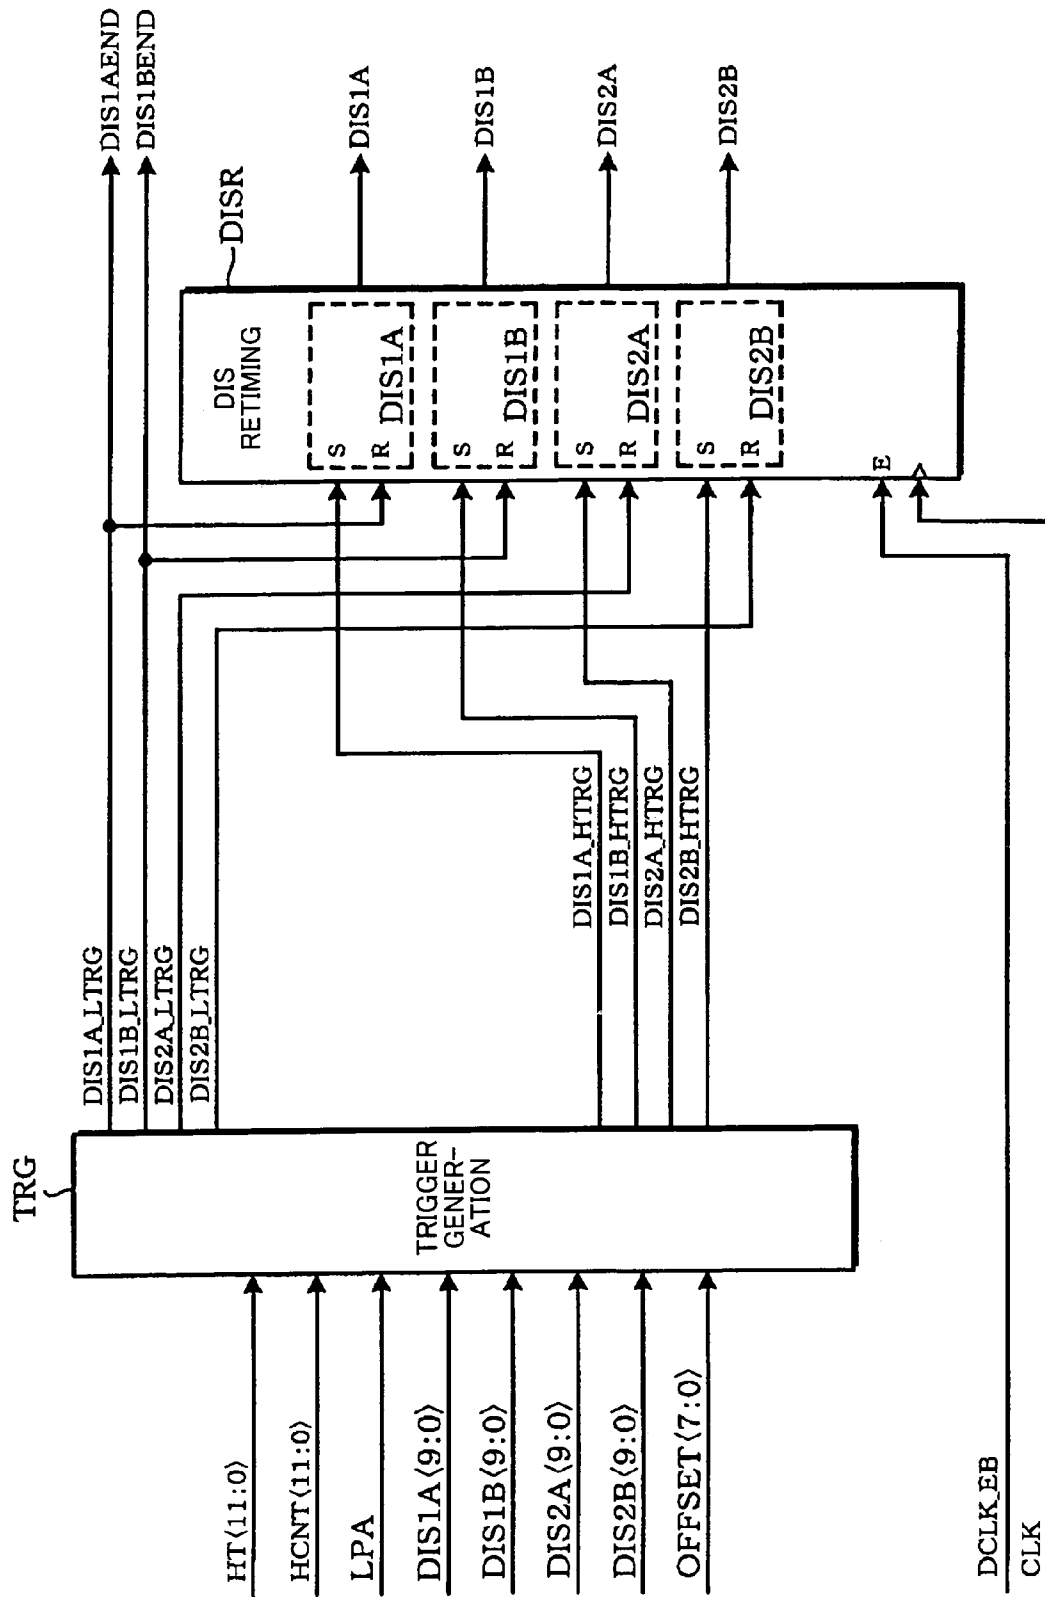 TRG
HT⟨11:0⟩
HCNT⟨11:0⟩
LPA
DIS1A⟨9:0⟩
DIS1B⟨9:0⟩
DIS2A⟨9:0⟩
DIS2B⟨9:0⟩
OFFSET⟨7:0⟩
DCLK_EB
CLK
TRIGGER
GENER-
ATION
DIS1A_LTRG
DIS1B_LTRG
DIS2A_LTRG
DIS2B_LTRG
DIS1A_HTRG
DIS1B_HTRG
DIS2A_HTRG
DIS2B_HTRG
DISR
DIS
RETIMING
S
R
DIS1A
S
R
DIS1B
S
R
DIS2A
S
R
DIS2B
E
DIS1AEND
DIS1BEND
DIS1A
DIS1B
DIS2A
DIS2B